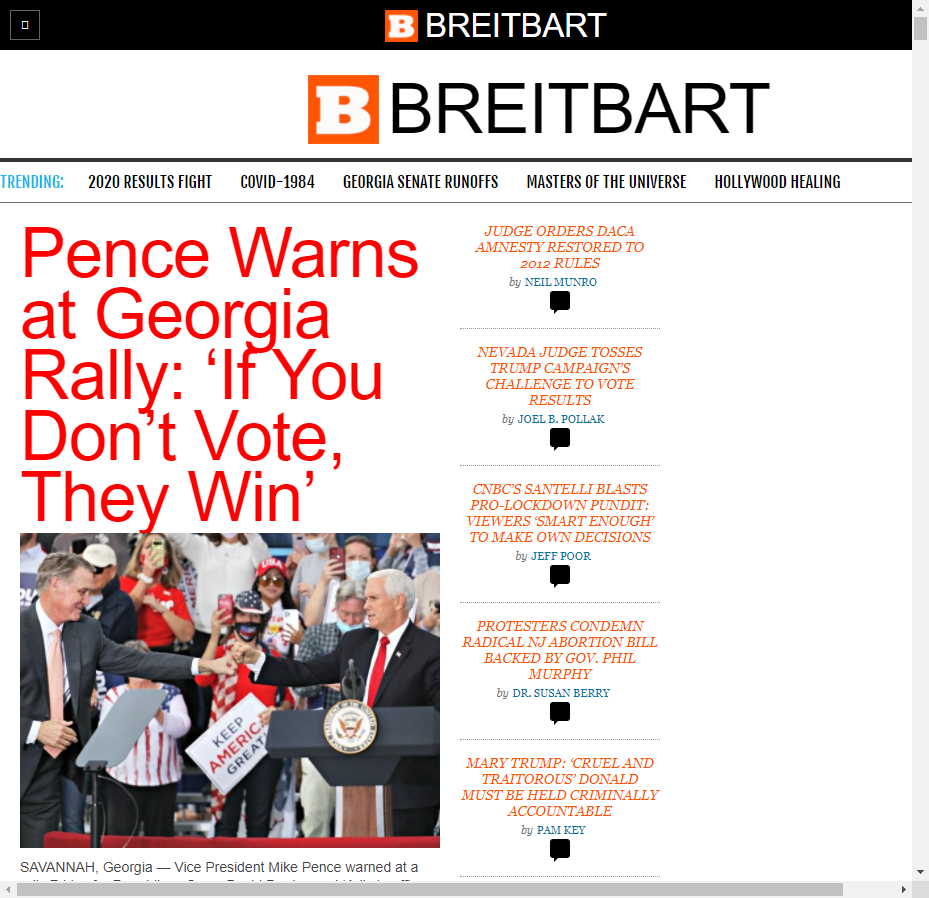 B BREITBART
B BREITBART
TRENDING: 2020 RESULTS FIGHT COVID-1984 GEORGIA SENATE RUNOFFS MASTERS OF THE UNIVERSE HOLLYWOOD HEALING
Pence Warns
at Georgia
Rally: ‘If You
Don’t Vote,
They Win’
USA
KEEP
AMERICA
GREAT!
SAVANNAH, Georgia — Vice President Mike Pence warned at a
JUDGE ORDERS DACA
AMNESTY RESTORED TO
2012 RULES
by NEIL MUNRO
NEVADA JUDGE TOSSES
TRUMP CAMPAIGN’S
CHALLENGE TO VOTE
RESULTS
by JOEL B. POLLAK
CNBC’S SANTELLI BLASTS
PRO-LOCKDOWN PUNDIT:
VIEWERS ‘SMART ENOUGH’
TO MAKE OWN DECISIONS
by JEFF POOR
PROTESTERS CONDEMN
RADICAL NJ ABORTION BILL
BACKED BY GOV. PHIL
MURPHY
by DR. SUSAN BERRY
MARY TRUMP: ‘CRUEL AND
TRAITOROUS’ DONALD
MUST BE HELD CRIMINALLY
ACCOUNTABLE
by PAM KEY